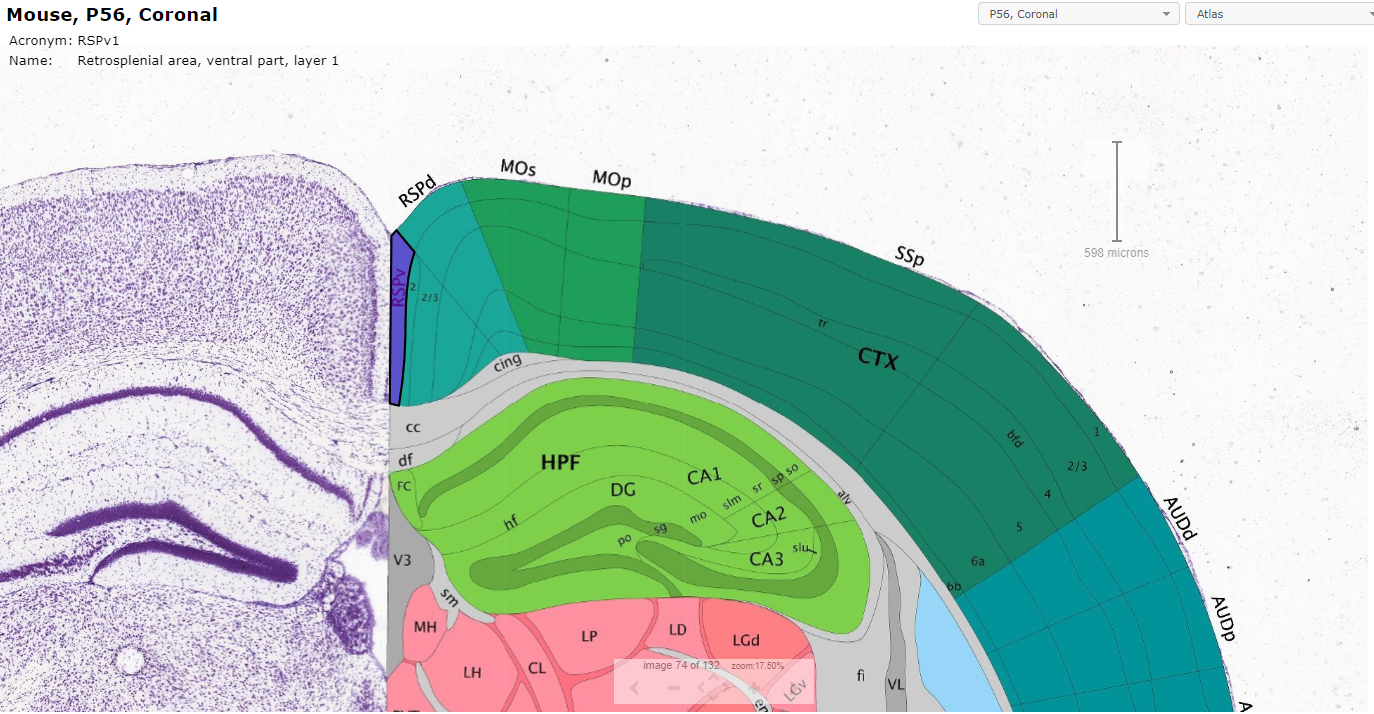 Mouse, P56, Coronal
P56, Coronal
Atlas
Acronym: RSPv1
Name: Retrosplenial area, ventral part, layer 1
598 microns
RSPd
MOs
MOp
SSp
RSPv
2
2/3
tr
CTX
cing
cc
df
FC
HPF
DG
CA1
hf
po
sg
mo
slm
sr
sp
so
CA2
CA3
slu
alv
bfd
1
2/3
4
5
6a
6b
AUDd
AUDp
V3
sm
MH
LH
CL
LP
LD
LGd
LGv
fi
VL
image 74 of 132
zoom:17.50%